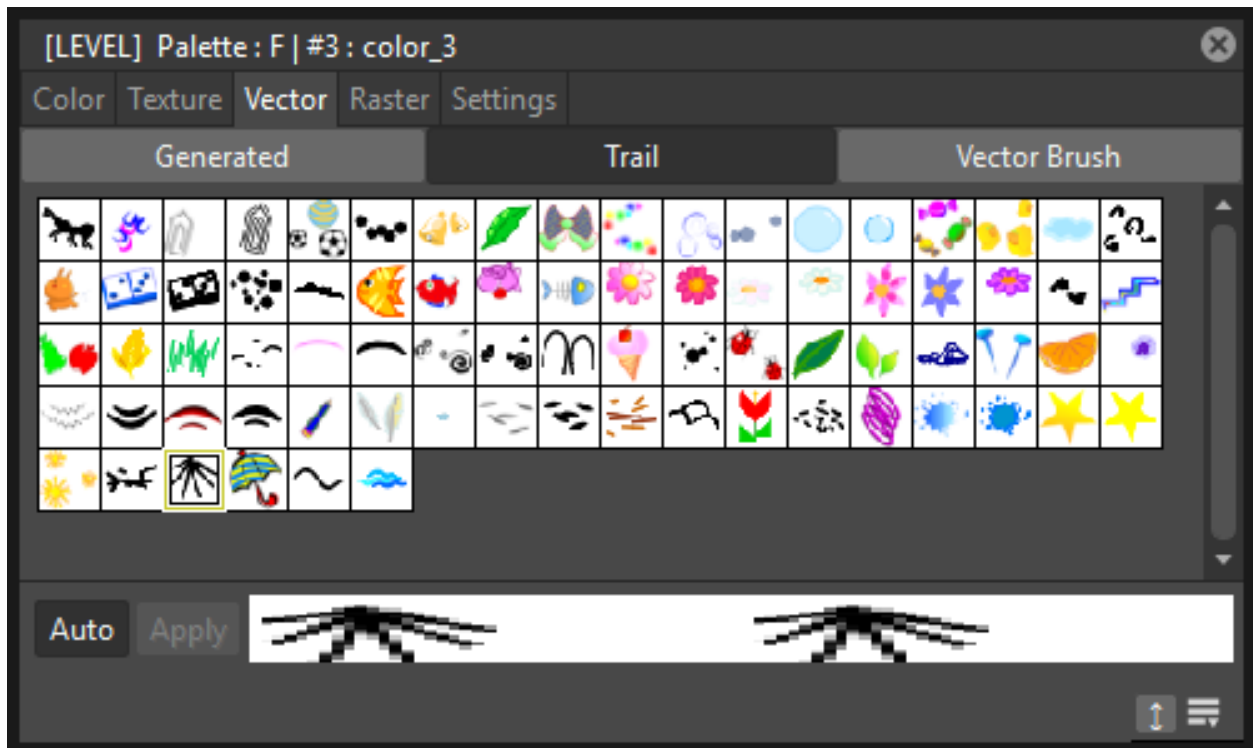 [LEVEL] Palette : F | #3 : color_3
Color Texture Vector Raster Settings
Generated Trail Vector Brush
Auto Apply